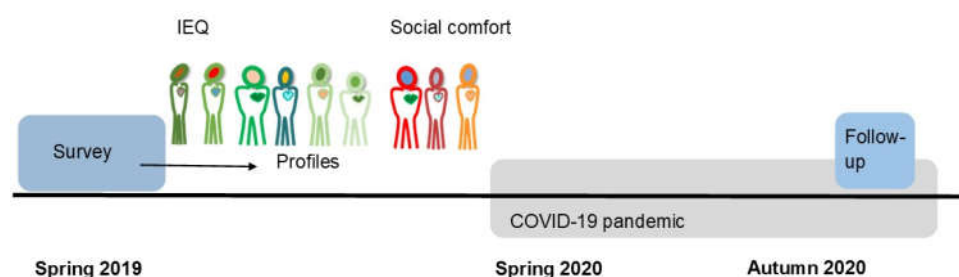 IEQ
Social comfort
Survey
Profiles
Follow-
up
COVID-19 pandemic
Spring 2019
Spring 2020
Autumn 2020